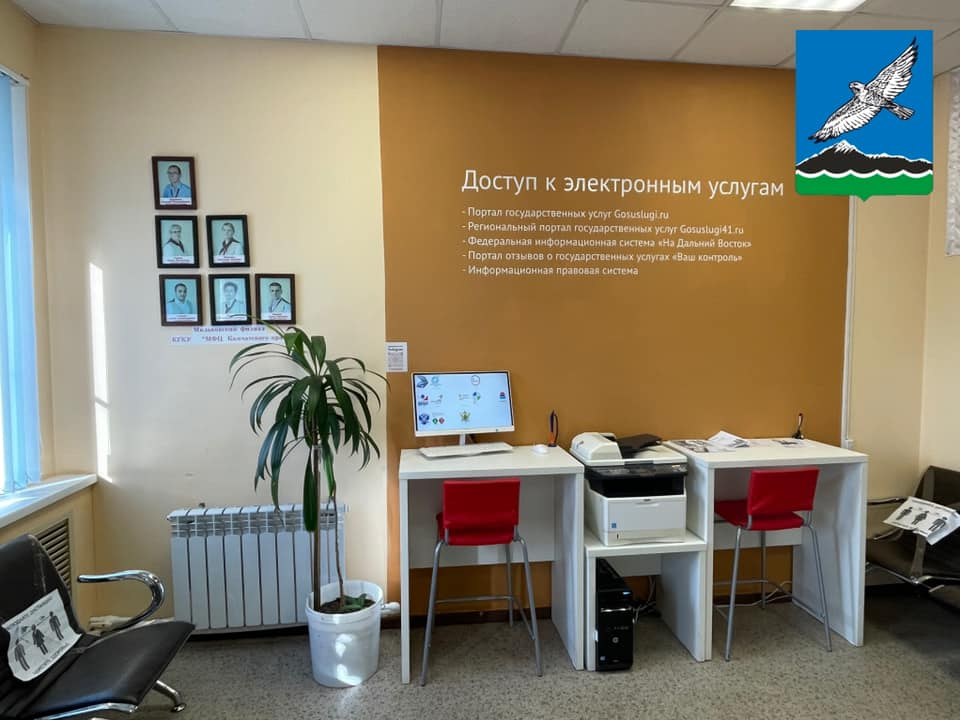 Доступ к электронным услугам
- Портал государственных услуг Gosuslugi.ru
- Региональный портал государственных услуг Gosuslugi41.ru
- Федеральная информационная система «На Дальний Восток»
- Портал отзывов о государственных услугах «Ваш контроль»
- Информационная правовая система
Мильковский филиал
КГКУ "МФЦ Камчатского